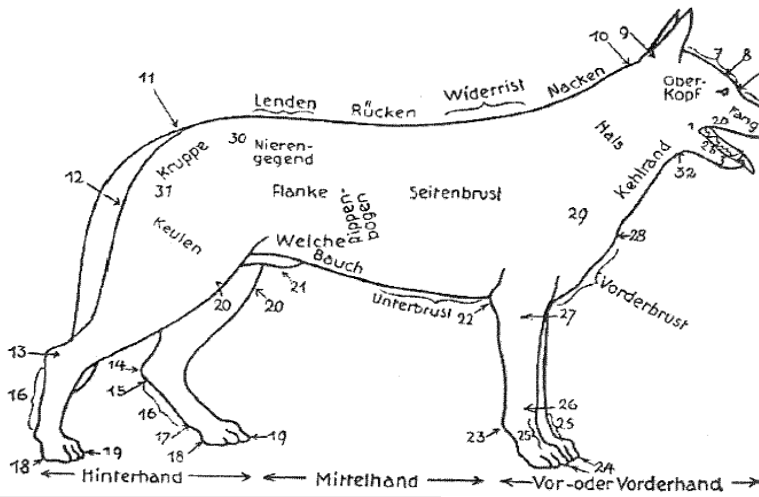 9
10
7
8
11
Lenden
Rücken
Widerrist
Nacken
Ober-
Kopf
Fang
30
Nieren-
gegend
Hals
1
20
Kruppe
Kehlrand
28
12
31
32
Flanke
Rippen-
bogen
Seitenbrust
29
Keulen
Welche
28
Bauch
20
21
20
Unterbrust
22
Vorderbrust
27
13
14
15
16
16
26
25
25
17
23
18
19
18
19
24
Hinterhand
Mittelhand
Vor-oder Vorderhand